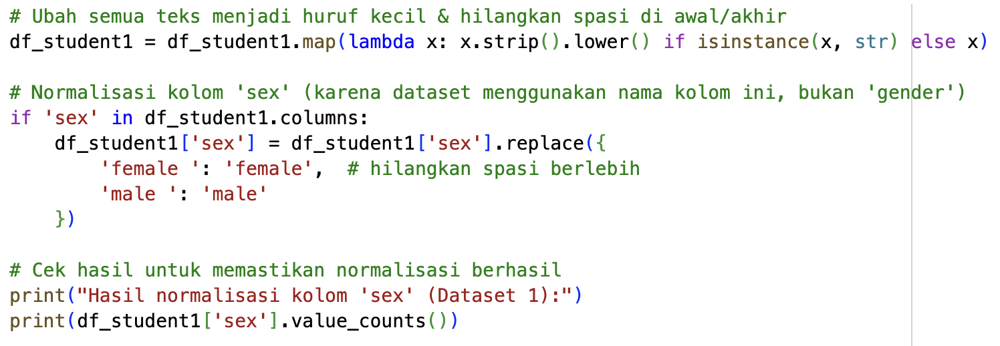 # Ubah semua teks menjadi huruf kecil & hilangkan spasi di awal/akhir
df_student1 = df_student1.map(lambda x: x.strip().lower() if isinstance(x, str) else x)

# Normalisasi kolom 'sex' (karena dataset menggunakan nama kolom ini, bukan 'gender')
if 'sex' in df_student1.columns:
    df_student1['sex'] = df_student1['sex'].replace({
        'female ': 'female',  # hilangkan spasi berlebih
        'male ': 'male'
    })

# Cek hasil untuk memastikan normalisasi berhasil
print("Hasil normalisasi kolom 'sex' (Dataset 1):")
print(df_student1['sex'].value_counts())